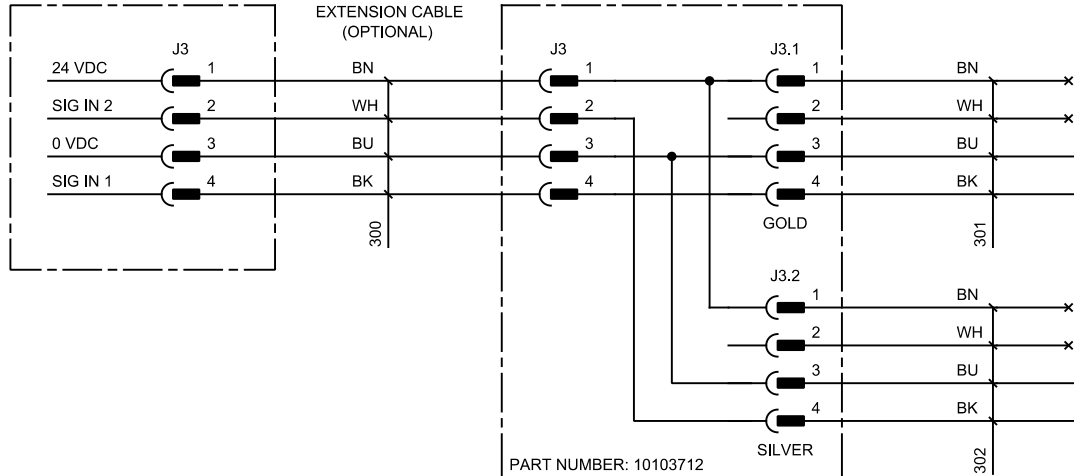 EXTENSION CABLE
(OPTIONAL)
J3
J3
J3.1
24 VDC 1 BN 1 1 BN
SIG IN 2 2 WH 2 2 WH
0 VDC 3 BU 3 3 BU
SIG IN 1 4 BK 4 4 BK
GOLD
300
301
J3.2
1 BN
2 WH
3 BU
4 BK
SILVER
302
PART NUMBER: 10103712